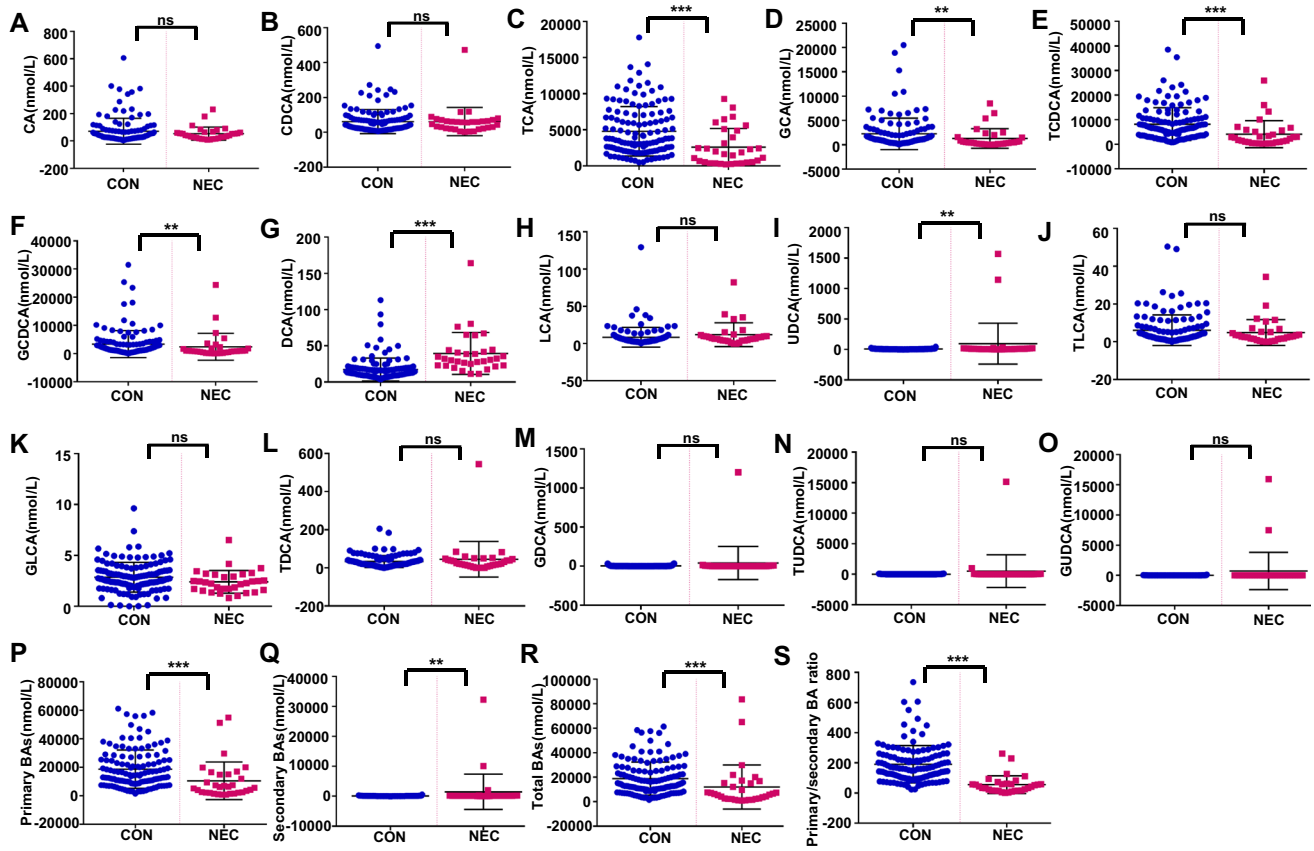 A
ns
CA(nmol/L)
800
600
400
200
0
-200
CON
NEC
B
ns
CDCA(nmol/L)
600
400
200
0
-200
CON
NEC
C
***
TCA(nmol/L)
20000
15000
10000
5000
0
CON
NEC
D
**
GCA(nmol/L)
25000
20000
15000
10000
5000
0
-5000
CON
NEC
E
***
TCDCA(nmol/L)
50000
40000
30000
20000
10000
0
-10000
CON
NEC
F
**
GCDCA(nmol/L)
40000
30000
20000
10000
0
-10000
CON
NEC
G
***
DCA(nmol/L)
200
150
100
50
0
CON
NEC
H
ns
LCA(nmol/L)
150
100
50
0
-50
CON
NEC
I
**
UDCA(nmol/L)
2000
1500
1000
500
0
-500
CON
NEC
J
ns
TLCA(nmol/L)
60
40
20
0
-20
CON
NEC
K
ns
GLCA(nmol/L)
15
10
5
0
CON
NEC
L
ns
TDCA(nmol/L)
600
400
200
0
-200
CON
NEC
M
ns
GDCA(nmol/L)
1500
1000
500
0
-500
CON
NEC
N
ns
TUDCA(nmol/L)
20000
15000
10000
5000
0
-5000
CON
NEC
O
ns
GUDCA(nmol/L)
20000
15000
10000
5000
0
-5000
CON
NEC
P
***
Primary BAs(nmol/L)
80000
60000
40000
20000
0
-20000
CON
NEC
Q
**
Secondary BAs(nmol/L)
40000
30000
20000
10000
0
-10000
CON
NEC
R
***
Total BAs(nmol/L)
100000
80000
60000
40000
20000
0
-20000
CON
NEC
S
***
Primary/secondary BA ratio
800
600
400
200
0
-200
CON
NEC